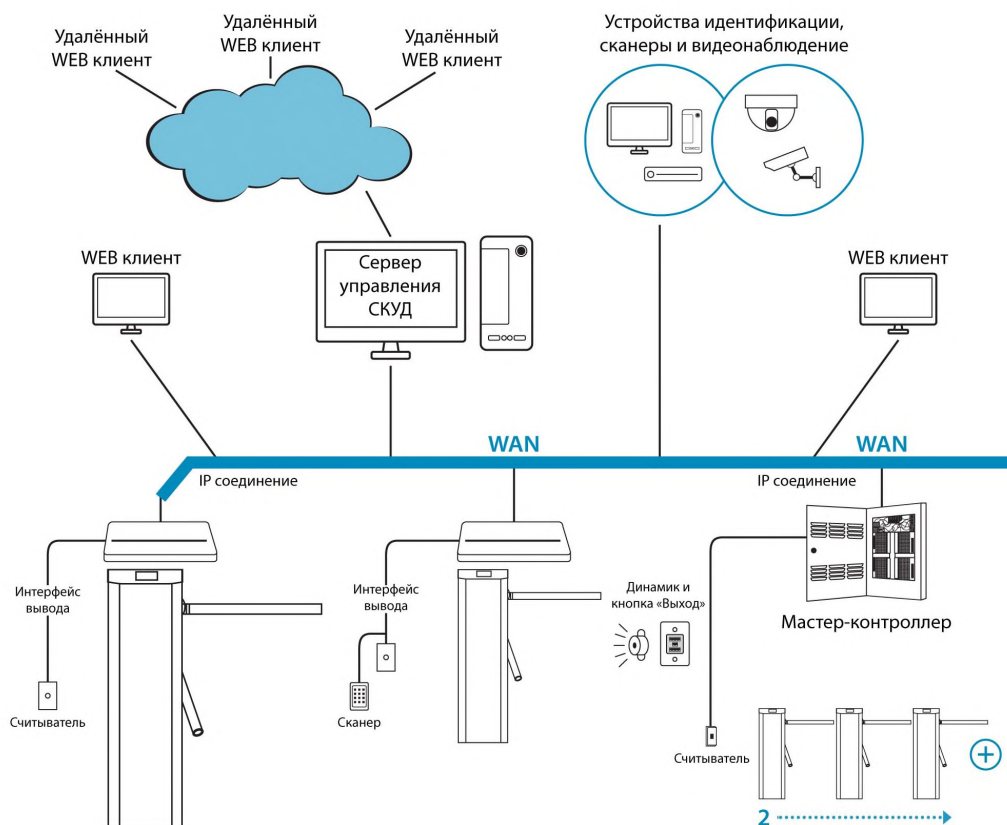 Удалённый
WEB клиент
Удалённый
WEB клиент
Удалённый
WEB клиент
Устройства идентификации,
сканеры и видеонаблюдение
WEB клиент
Сервер
управления
СКУД
WEB клиент
WAN
WAN
IP соединение
IP соединение
Интерфейс
вывода
Интерфейс
вывода
Динамик и
кнопка «Выход»
Мастер-контроллер
Считыватель
Сканер
Считыватель
2